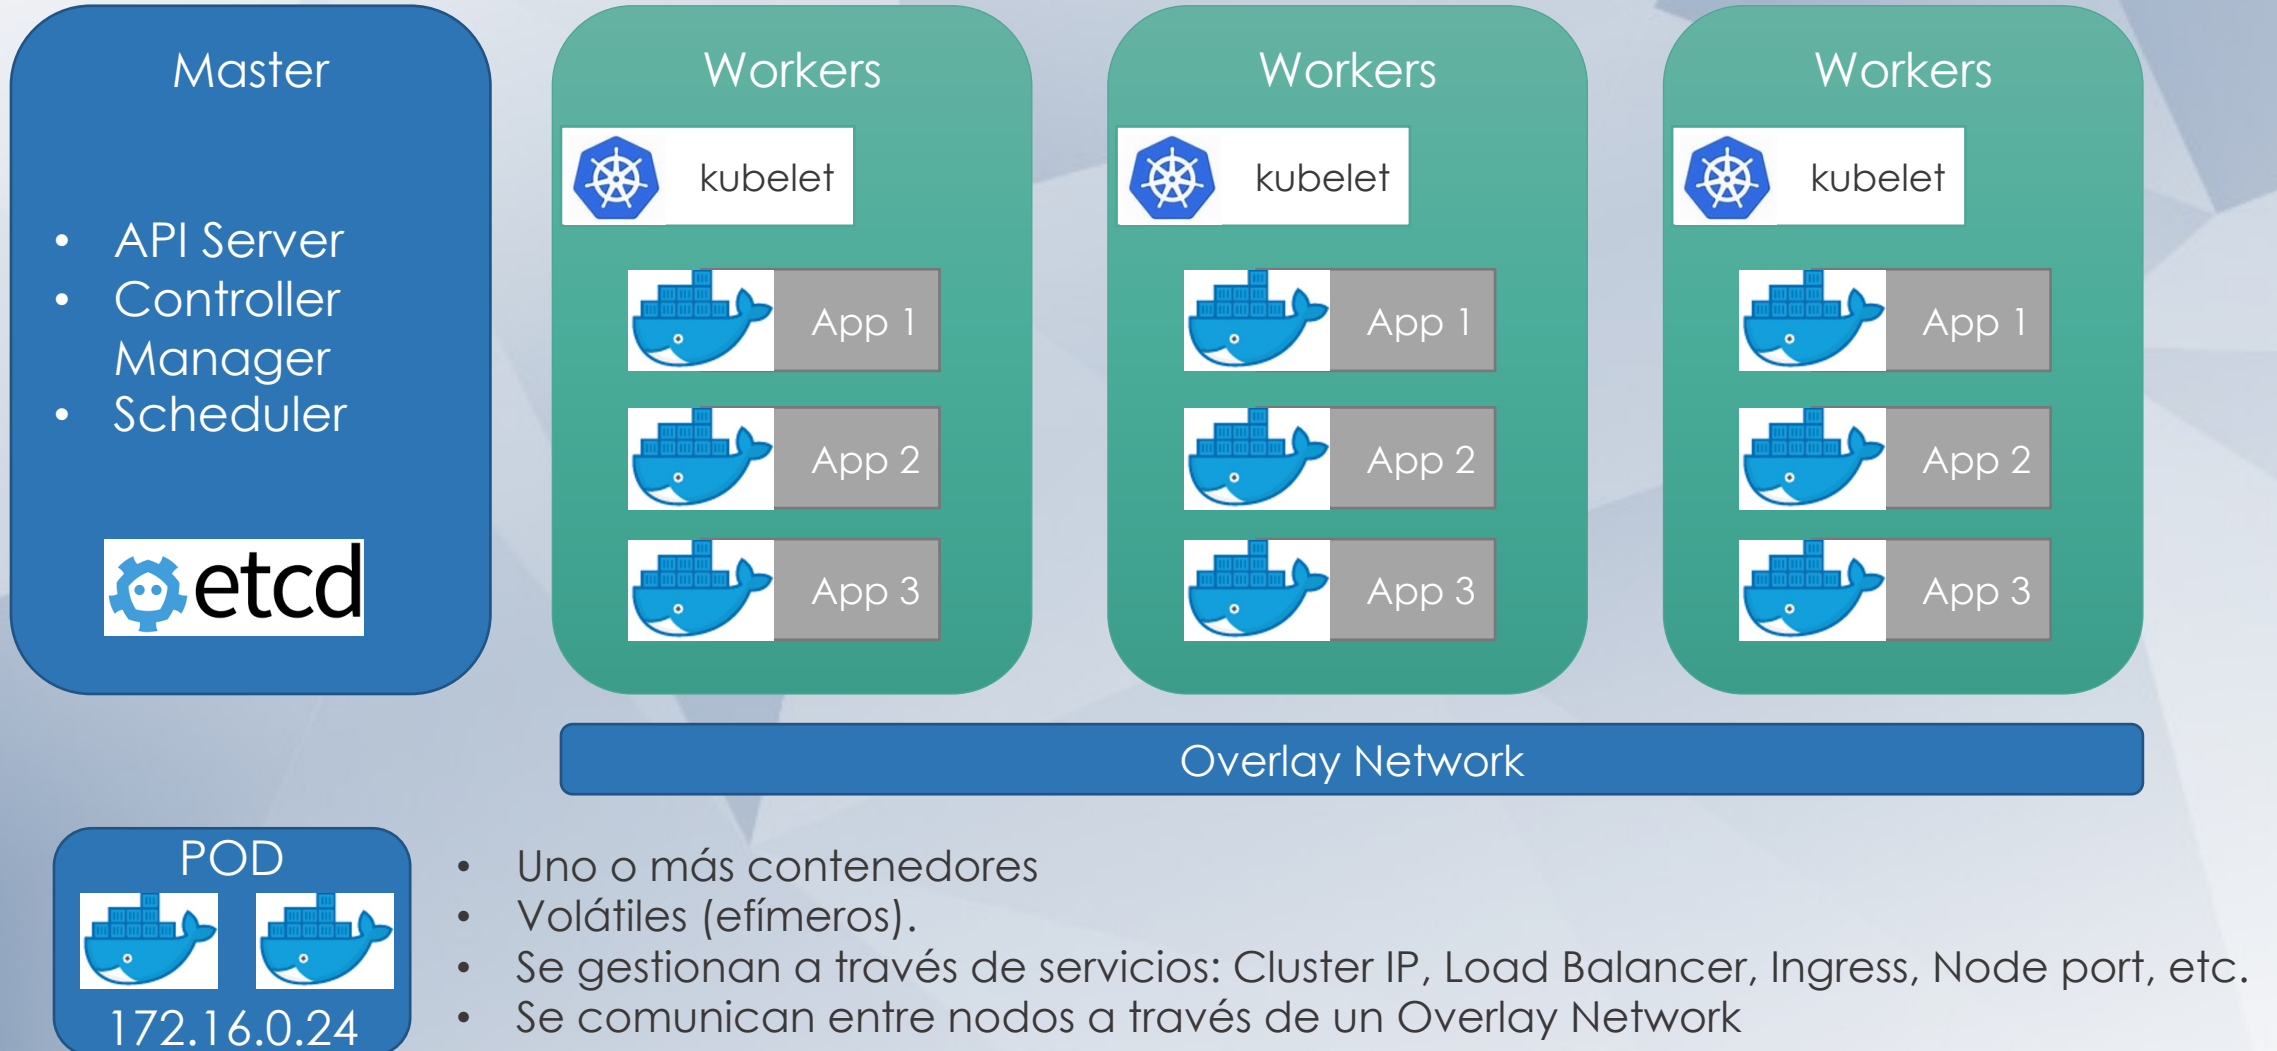 Master
• API Server
• Controller
Manager
• Scheduler
etcd
Workers
kubelet
App 1
App 2
App 3
Workers
kubelet
App 1
App 2
App 3
Workers
kubelet
App 1
App 2
App 3
Overlay Network
POD
172.16.0.24
• Uno o más contenedores
• Volátiles (efímeros).
• Se gestionan a través de servicios: Cluster IP, Load Balancer, Ingress, Node port, etc.
• Se comunican entre nodos a través de un Overlay Network